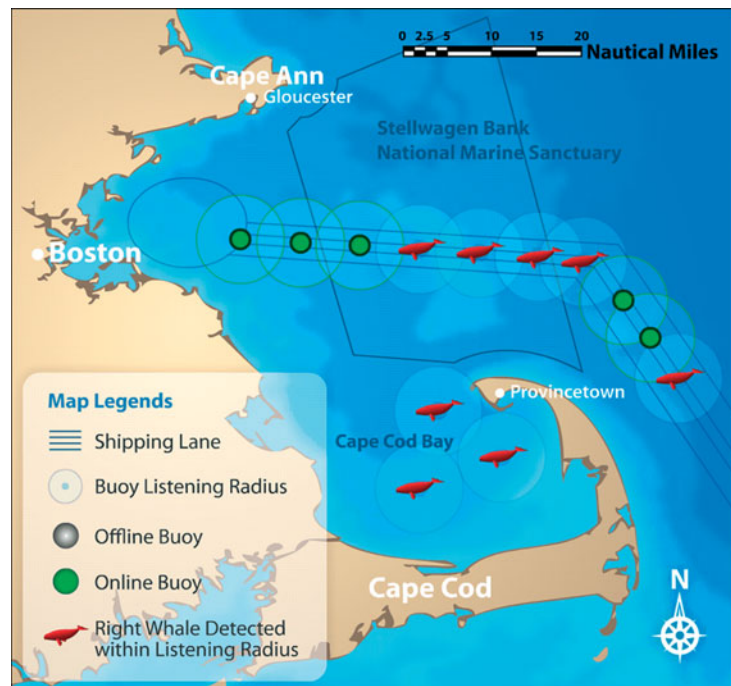 0 2.5 5 10 15 20
Nautical Miles
Cape Ann
Gloucester
Stellwagen Bank
National Marine Sanctuary
Boston
Provincetown
Cape Cod Bay
Map Legends
Shipping Lane
Buoy Listening Radius
Offline Buoy
Online Buoy
Right Whale Detected
within Listening Radius
Cape Cod
N